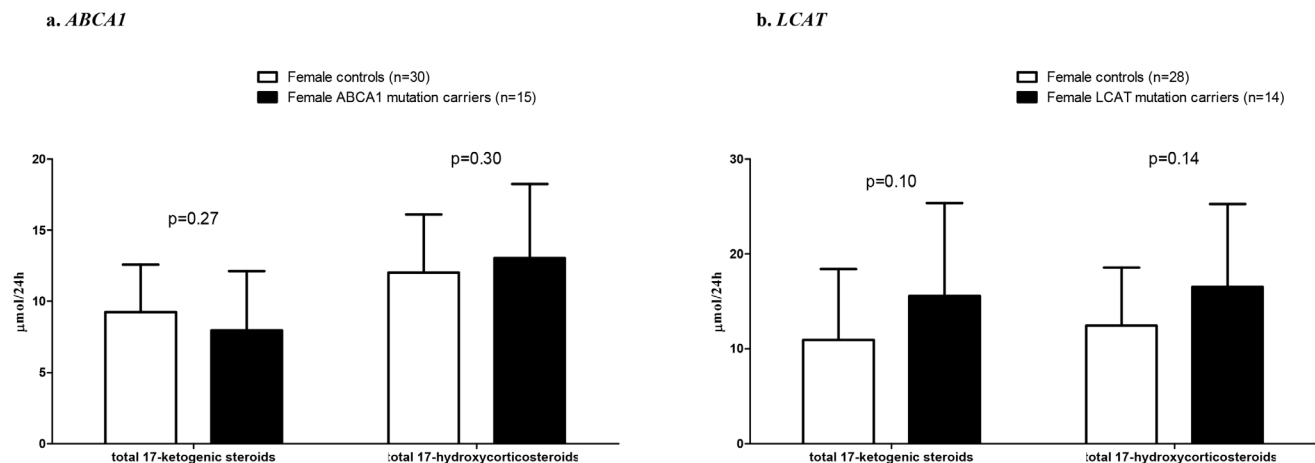 a. ABCA1
Female controls (n=30)
Female ABCA1 mutation carriers (n=15)
20
15
10
5
0
μmol/24h
p=0.27
p=0.30
total 17-ketogenic steroids
total 17-hydroxycorticosteroids
b. LCAT
Female controls (n=28)
Female LCAT mutation carriers (n=14)
30
20
10
0
μmol/24h
p=0.10
p=0.14
total 17-ketogenic steroids
total 17-hydroxycorticosteroids